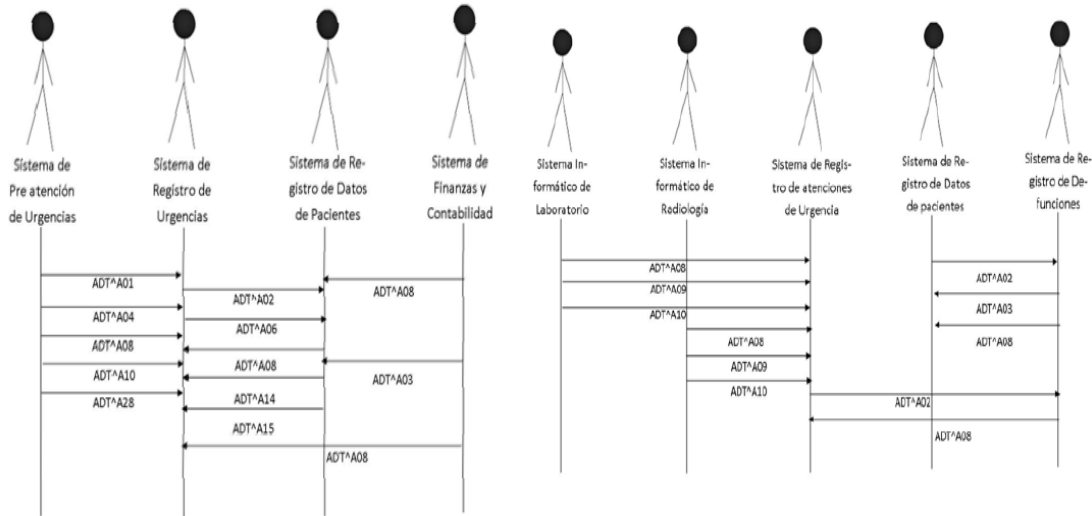 Sistema de
Pre atención
de Urgencias
Sistema de
Registro de
Urgencias
Sistema de Re-
gistro de Datos
de Pacientes
Sistema de
Finanzas y
Contabilidad
ADT^A01
ADT^A02
ADT^A08
ADT^A04
ADT^A06
ADT^A08
ADT^A08
ADT^A03
ADT^A10
ADT^A14
ADT^A28
ADT^A15
ADT^A08
Sistema In-
formático de
Laboratorio
Sistema In-
formático de
Radiología
Sistema de Regis-
tro de atenciones
de Urgencia
Sistema de Re-
gistro de Datos
de pacientes
Sistema de Re-
gistro de De-
funciones
ADT^A08
ADT^A02
ADT^A09
ADT^A03
ADT^A10
ADT^A08
ADT^A08
ADT^A09
ADT^A10
ADT^A02
ADT^A08